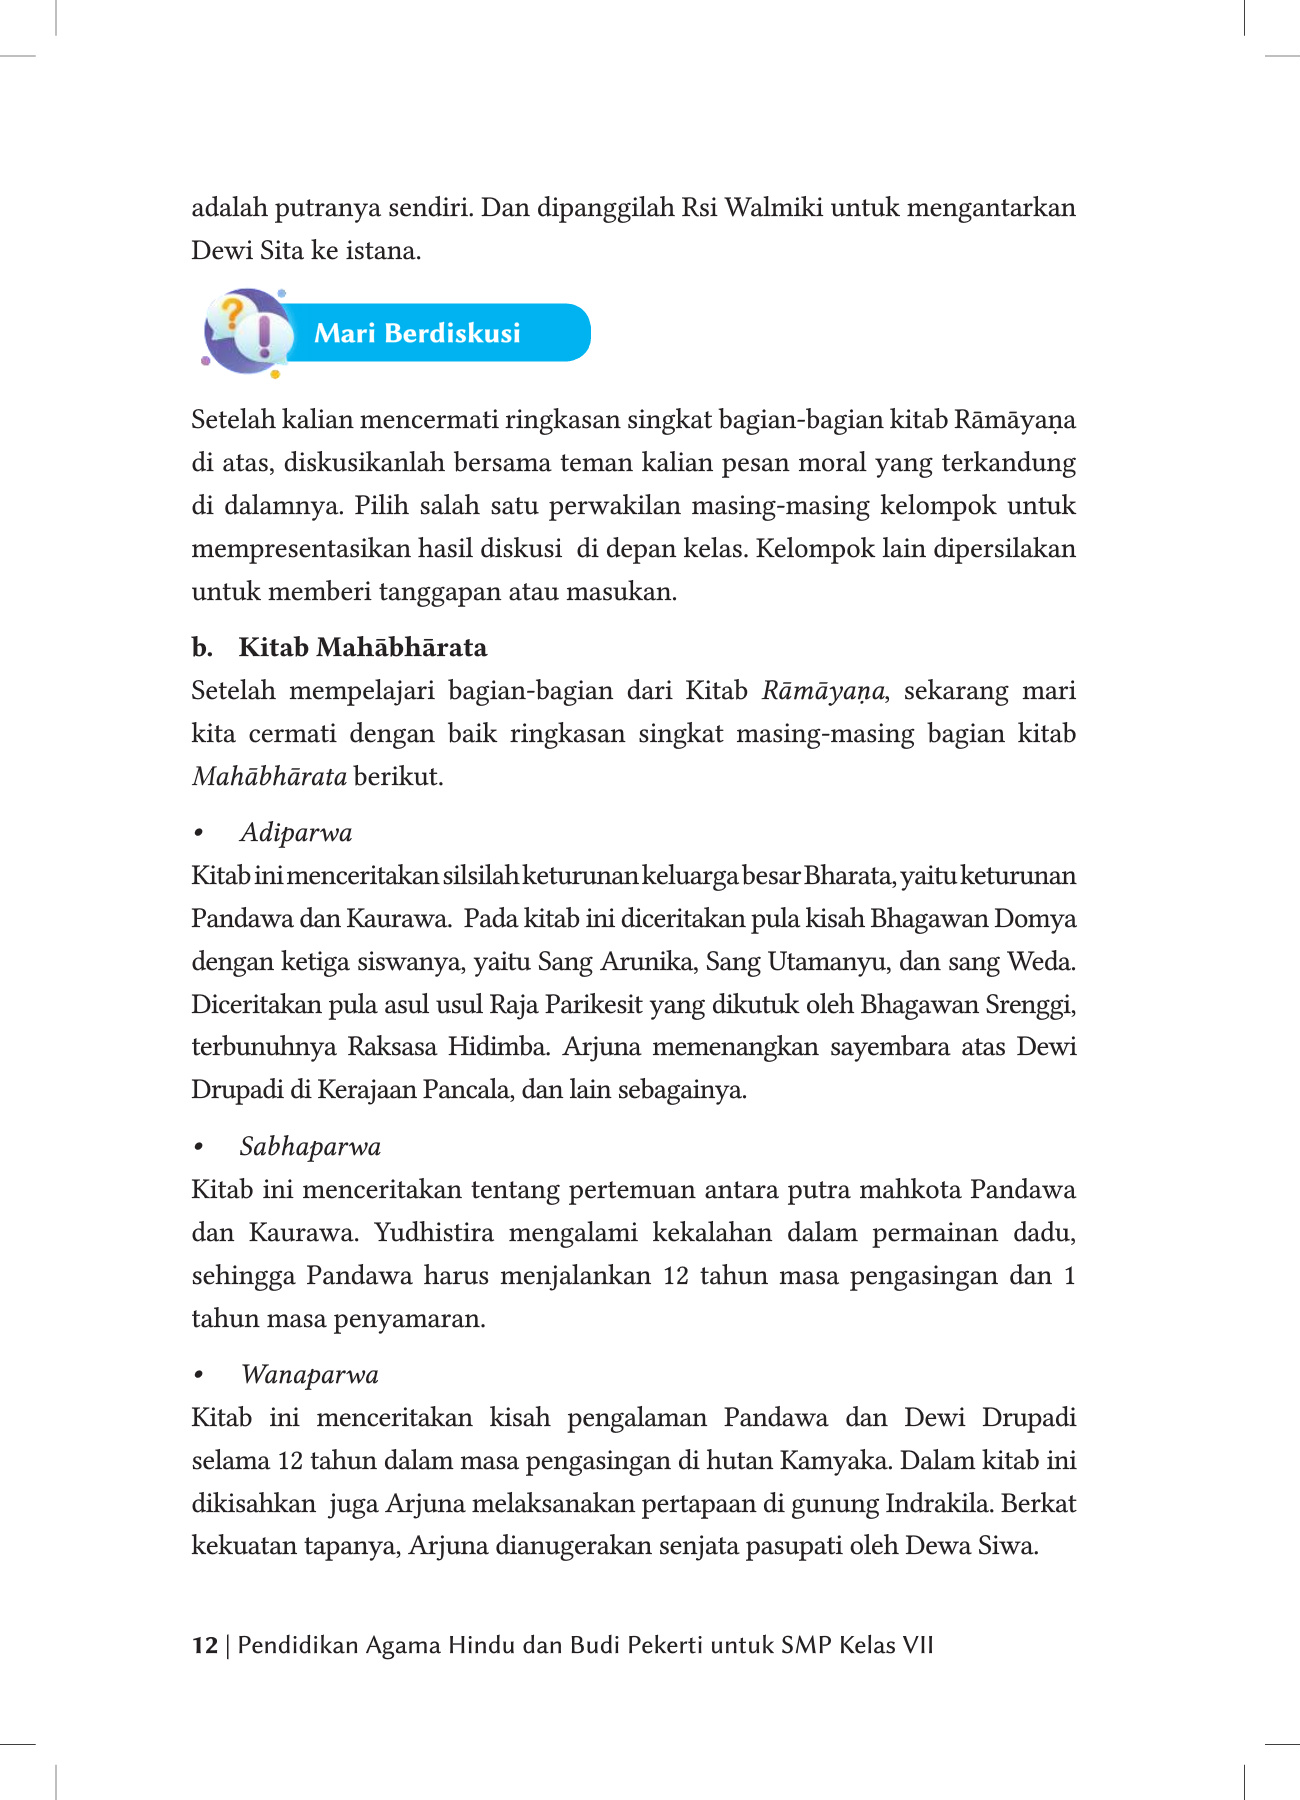 adalah putranya sendiri. Dan dipanggilah Rsi Walmiki untuk mengantarkan
Dewi Sita ke istana.
Mari Berdiskusi
Setelah kalian mencermati ringkasan singkat bagian-bagian kitab Rāmāyaṇa
di atas, diskusikanlah bersama teman kalian pesan moral yang terkandung
di dalamnya. Pilih salah satu perwakilan masing-masing kelompok untuk
mempresentasikan hasil diskusi di depan kelas. Kelompok lain dipersilakan
untuk memberi tanggapan atau masukan.
b. Kitab Mahābhārata
Setelah mempelajari bagian-bagian dari Kitab Rāmāyaṇa, sekarang mari
kita cermati dengan baik ringkasan singkat masing-masing bagian kitab
Mahābhārata berikut.
• Adiparwa
Kitab ini menceritakan silsilah keturunan keluarga besar Bharata, yaitu keturunan
Pandawa dan Kaurawa. Pada kitab ini diceritakan pula kisah Bhagawan Domya
dengan ketiga siswanya, yaitu Sang Arunika, Sang Utamanyu, dan sang Weda.
Diceritakan pula asul usul Raja Parikesit yang dikutuk oleh Bhagawan Srenggi,
terbunuhnya Raksasa Hidimba. Arjuna memenangkan sayembara atas Dewi
Drupadi di Kerajaan Pancala, dan lain sebagainya.
• Sabhaparwa
Kitab ini menceritakan tentang pertemuan antara putra mahkota Pandawa
dan Kaurawa. Yudhistira mengalami kekalahan dalam permainan dadu,
sehingga Pandawa harus menjalankan 12 tahun masa pengasingan dan 1
tahun masa penyamaran.
• Wanaparwa
Kitab ini menceritakan kisah pengalaman Pandawa dan Dewi Drupadi
selama 12 tahun dalam masa pengasingan di hutan Kamyaka. Dalam kitab ini
dikisahkan juga Arjuna melaksanakan pertapaan di gunung Indrakila. Berkat
kekuatan tapanya, Arjuna dianugerakan senjata pasupati oleh Dewa Siwa.
12 | Pendidikan Agama Hindu dan Budi Pekerti untuk SMP Kelas VII